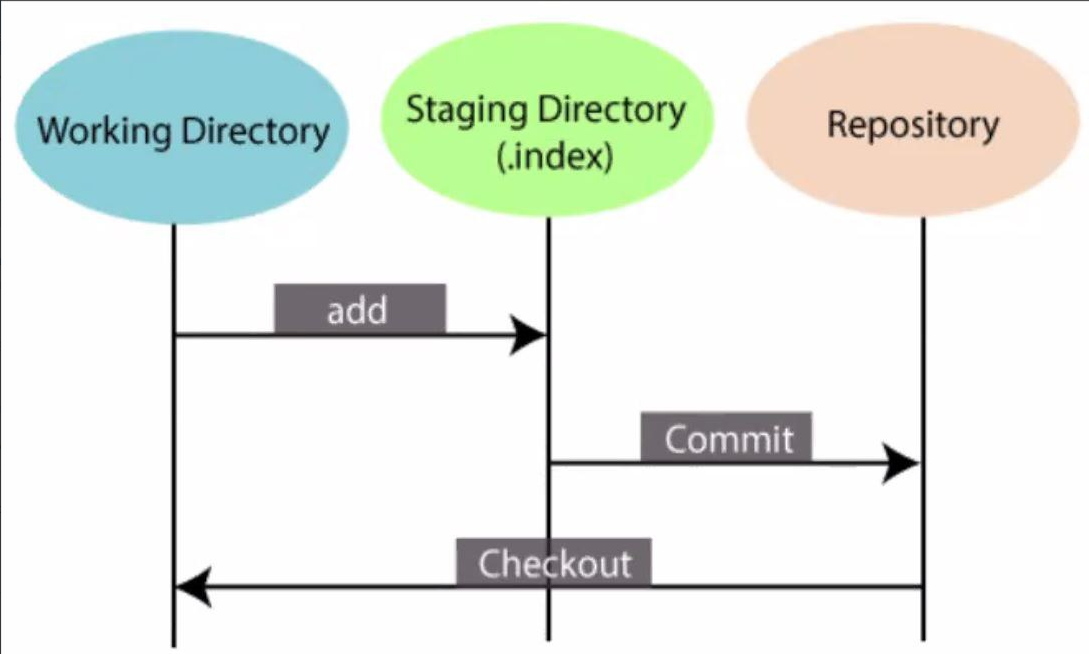 Working Directory
Staging Directory
(.index)
Repository
add
Commit
Checkout